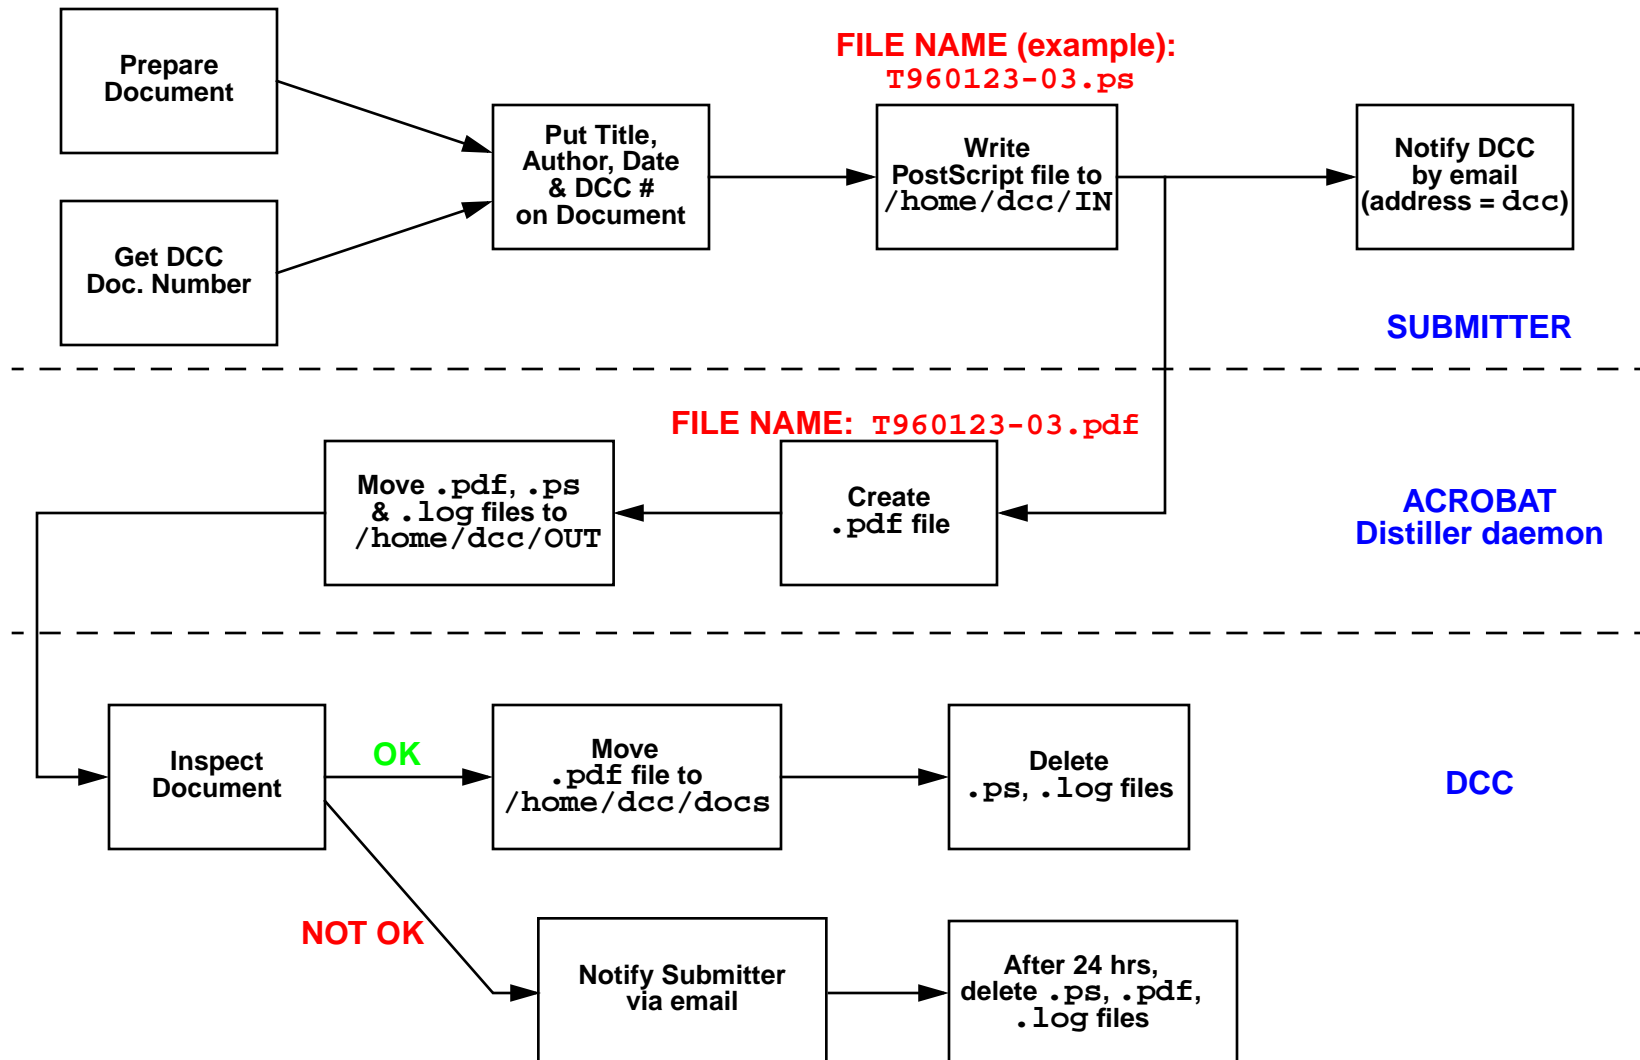 Prepare
Document
FILE NAME (example):
T960123-03.ps
Put Title,
Author, Date
& DCC #
on Document
Write
PostScript file to
/home/dcc/IN
Notify DCC
by email
(address = dcc)
Get DCC
Doc. Number
SUBMITTER
FILE NAME: T960123-03.pdf
Move .pdf, .ps
& .log files to
/home/dcc/OUT
Create
.pdf file
ACROBAT
Distiller daemon
Inspect
Document
OK
Move
.pdf file to
/home/dcc/docs
Delete
.ps, .log files
DCC
NOT OK
Notify Submitter
via email
After 24 hrs,
delete .ps, .pdf,
.log files